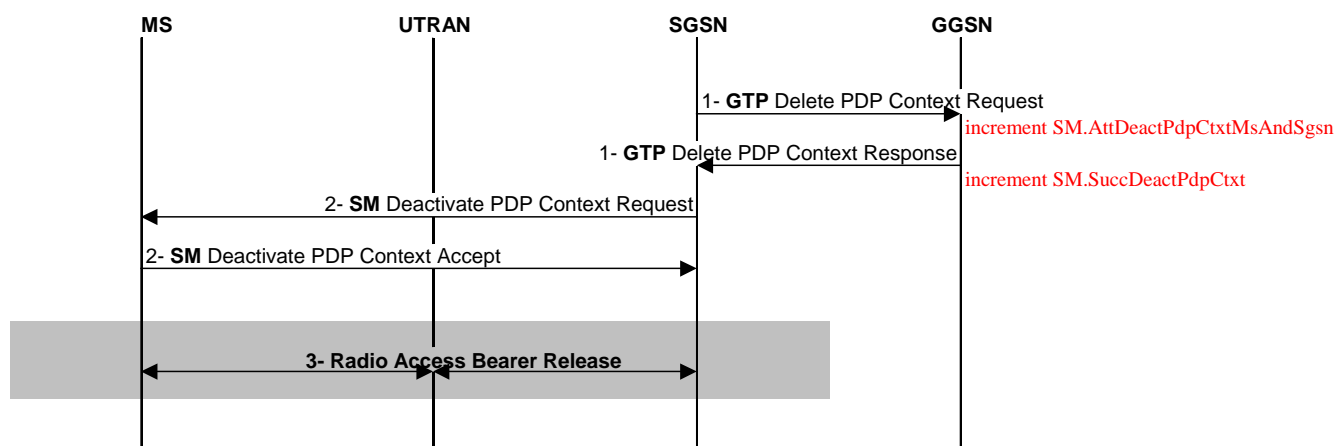 MS UTRAN SGSN GGSN
1- GTP Delete PDP Context Request
increment SM.AttDeactPdpCtxtMsAndSgsn
1- GTP Delete PDP Context Response
increment SM.SuccDeactPdpCtxt
2- SM Deactivate PDP Context Request
2- SM Deactivate PDP Context Accept
3- Radio Access Bearer Release